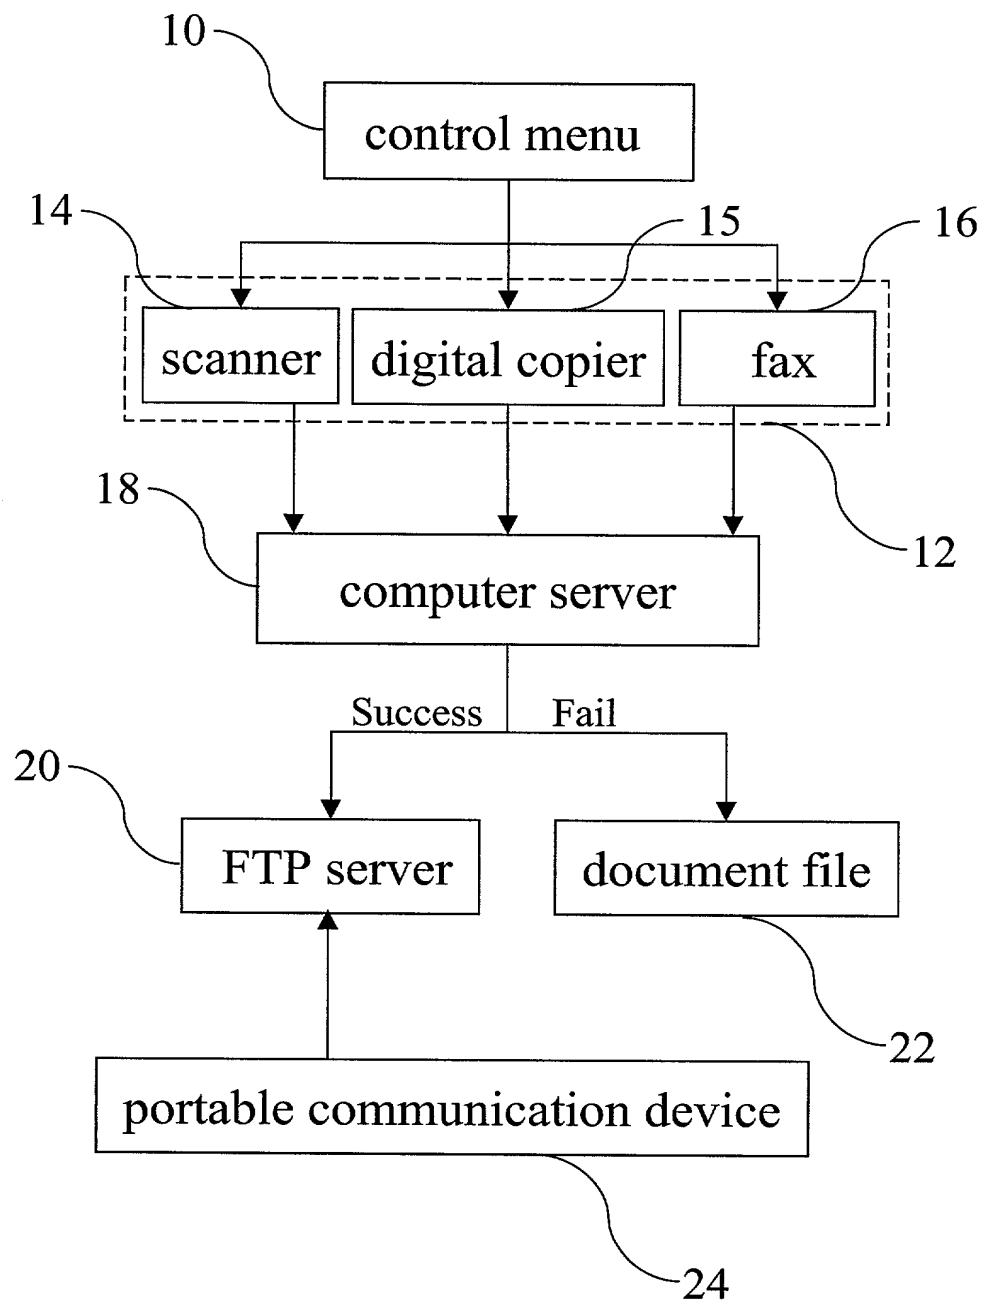 10
control menu
14
15
16
scanner
digital copier
fax
18
12
computer server
Success
Fail
20
FTP server
document file
22
portable communication device
24